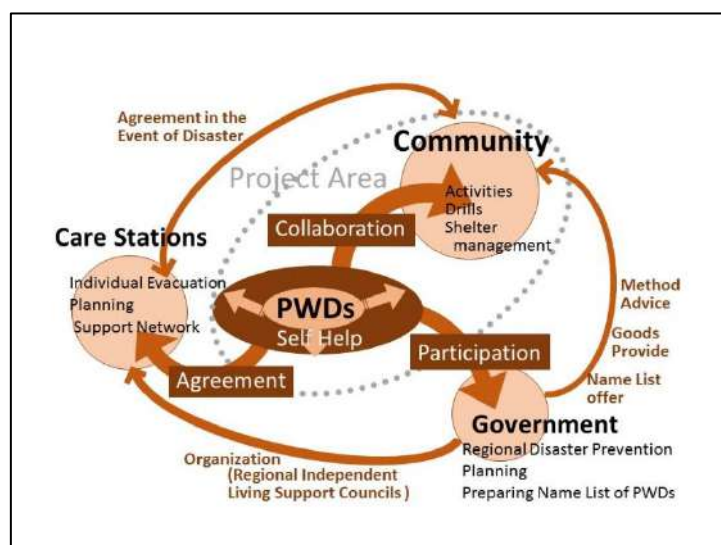 Agreement in the
Event of Disaster
Community
Project Area
Activities
Drills
Shelter
management
Collaboration
Care Stations
Individual Evacuation
Planning
Support Network
PWDs
Self Help
Method
Advice
Goods
Provide
Name List
offer
Participation
Agreement
Government
Regional Disaster Prevention
Planning
Preparing Name List of PWDs
Organization
(Regional Independent
Living Support Councils)